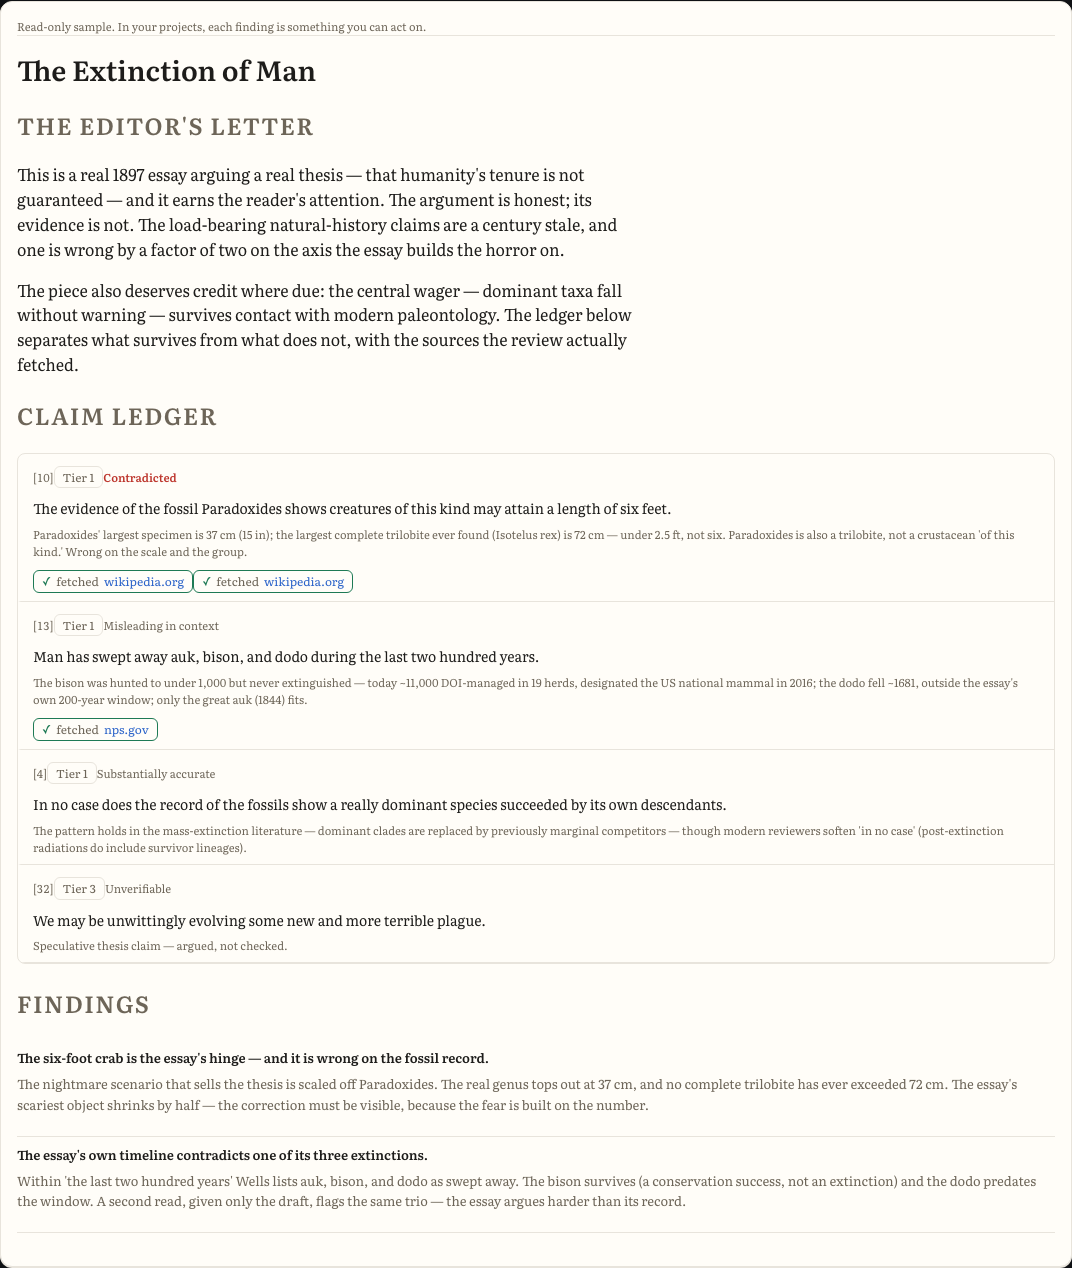 Read-only sample. In your projects, each finding is something you can act on.
The Extinction of Man
THE EDITOR'S LETTER
This is a real 1897 essay arguing a real thesis — that humanity's tenure is not
guaranteed — and it earns the reader's attention. The argument is honest; its
evidence is not. The load-bearing natural-history claims are a century stale, and
one is wrong by a factor of two on the axis the essay builds the horror on.
The piece also deserves credit where due: the central wager — dominant taxa fall
without warning — survives contact with modern paleontology. The ledger below
separates what survives from what does not, with the sources the review actually
fetched.
CLAIM LEDGER
[10] Tier 1 Contradicted
The evidence of the fossil Paradoxides shows creatures of this kind may attain a length of six feet.
Paradoxides' largest specimen is 37 cm (15 in); the largest complete trilobite ever found (Isotelus rex) is 72 cm — under 2.5 ft, not six. Paradoxides is also a trilobite, not a crustacean 'of this
kind.' Wrong on the scale and the group.
✓ fetched wikipedia.org ✓ fetched wikipedia.org
[13] Tier 1 Misleading in context
Man has swept away auk, bison, and dodo during the last two hundred years.
The bison was hunted to under 1,000 but never extinguished — today ~11,000 DOI-managed in 19 herds, designated the US national mammal in 2016; the dodo fell ~1681, outside the essay's
own 200-year window; only the great auk (1844) fits.
✓ fetched nps.gov
[4] Tier 1 Substantially accurate
In no case does the record of the fossils show a really dominant species succeeded by its own descendants.
The pattern holds in the mass-extinction literature — dominant clades are replaced by previously marginal competitors — though modern reviewers soften 'in no case' (post-extinction
radiations do include survivor lineages).
[32] Tier 3 Unverifiable
We may be unwittingly evolving some new and more terrible plague.
Speculative thesis claim — argued, not checked.
FINDINGS
The six-foot crab is the essay's hinge — and it is wrong on the fossil record.
The nightmare scenario that sells the thesis is scaled off Paradoxides. The real genus tops out at 37 cm, and no complete trilobite has ever exceeded 72 cm. The essay's
scariest object shrinks by half — the correction must be visible, because the fear is built on the number.
The essay's own timeline contradicts one of its three extinctions.
Within 'the last two hundred years' Wells lists auk, bison, and dodo as swept away. The bison survives (a conservation success, not an extinction) and the dodo predates
the window. A second read, given only the draft, flags the same trio — the essay argues harder than its record.